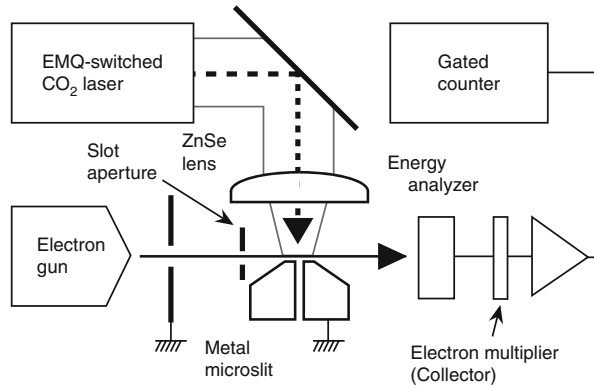 EMQ-switched
CO₂ laser
Gated
counter
ZnSe
lens
Slot
aperture
Energy
analyzer
Electron
gun
Metal
microslit
Electron multiplier
(Collector)